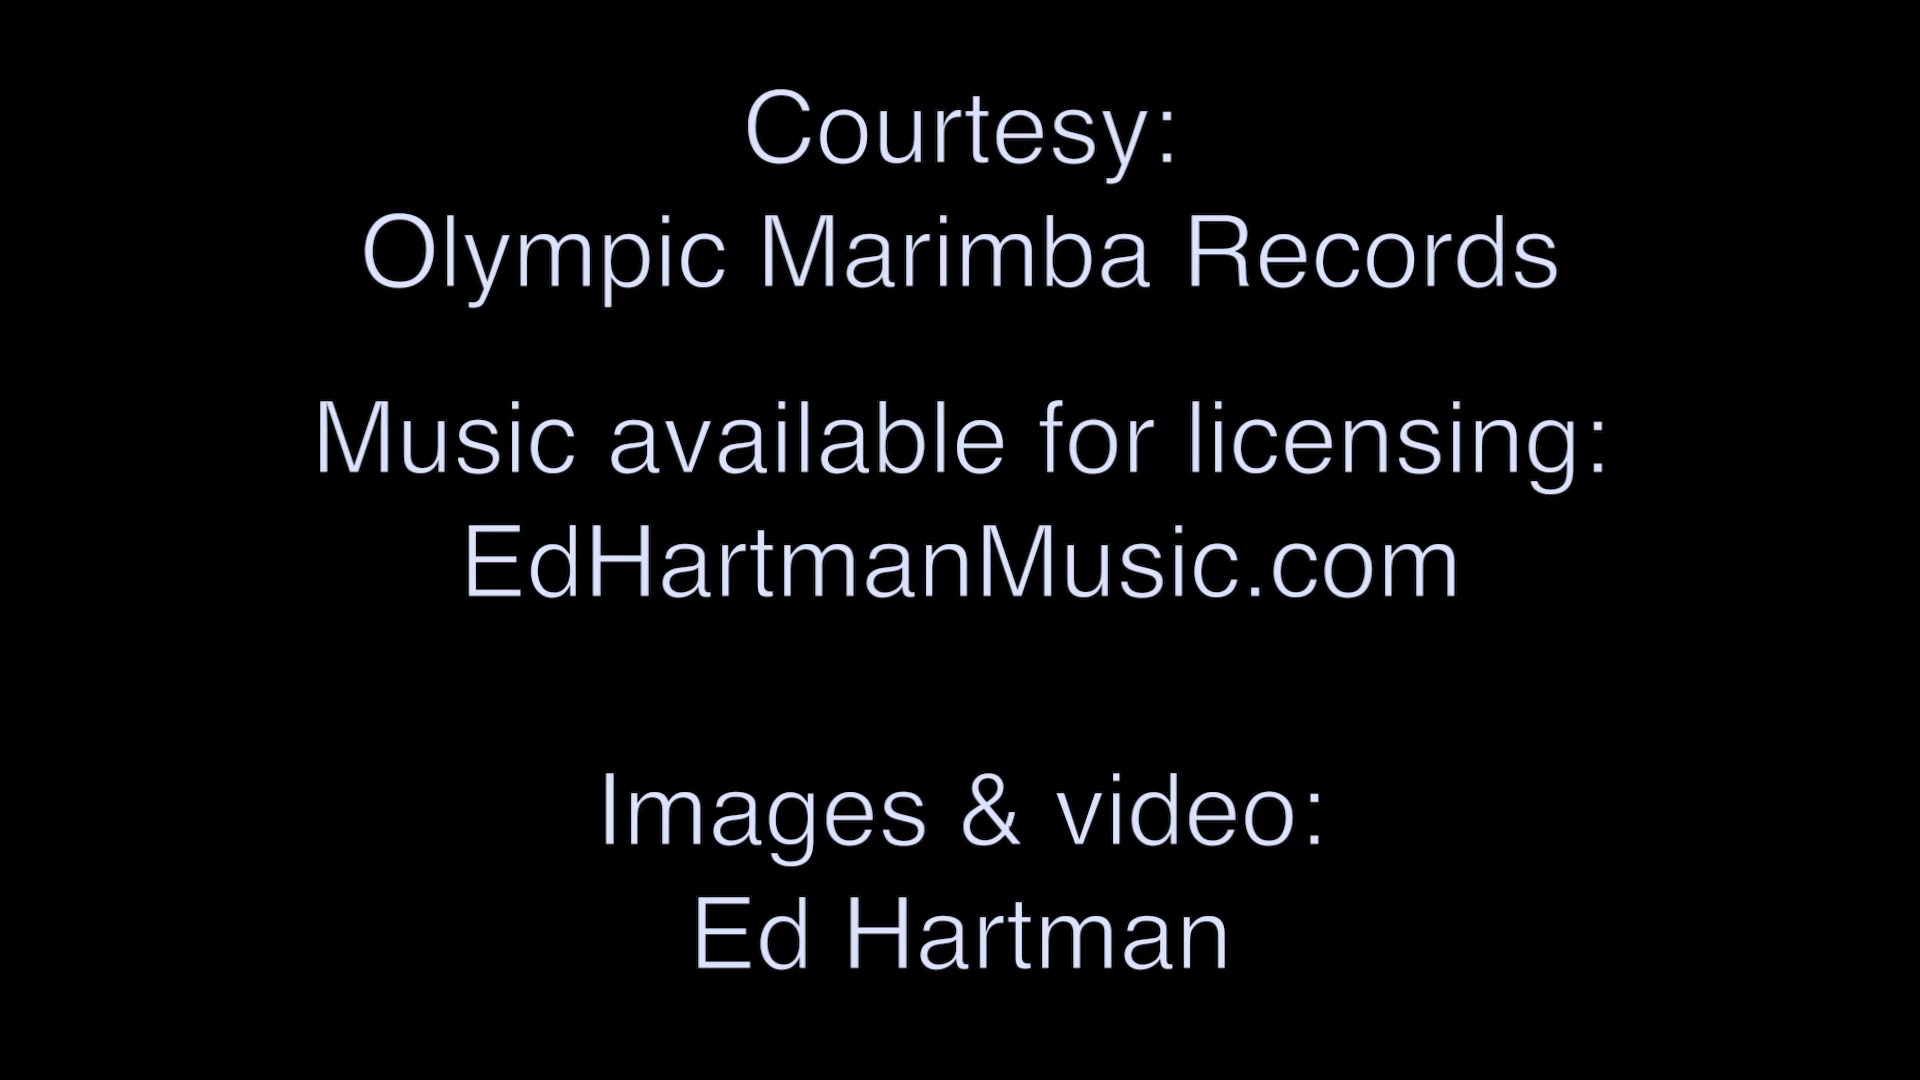 Courtesy:
Olympic Marimba Records
Music available for licensing:
EdHartmanMusic.com
Images & video:
Ed Hartman